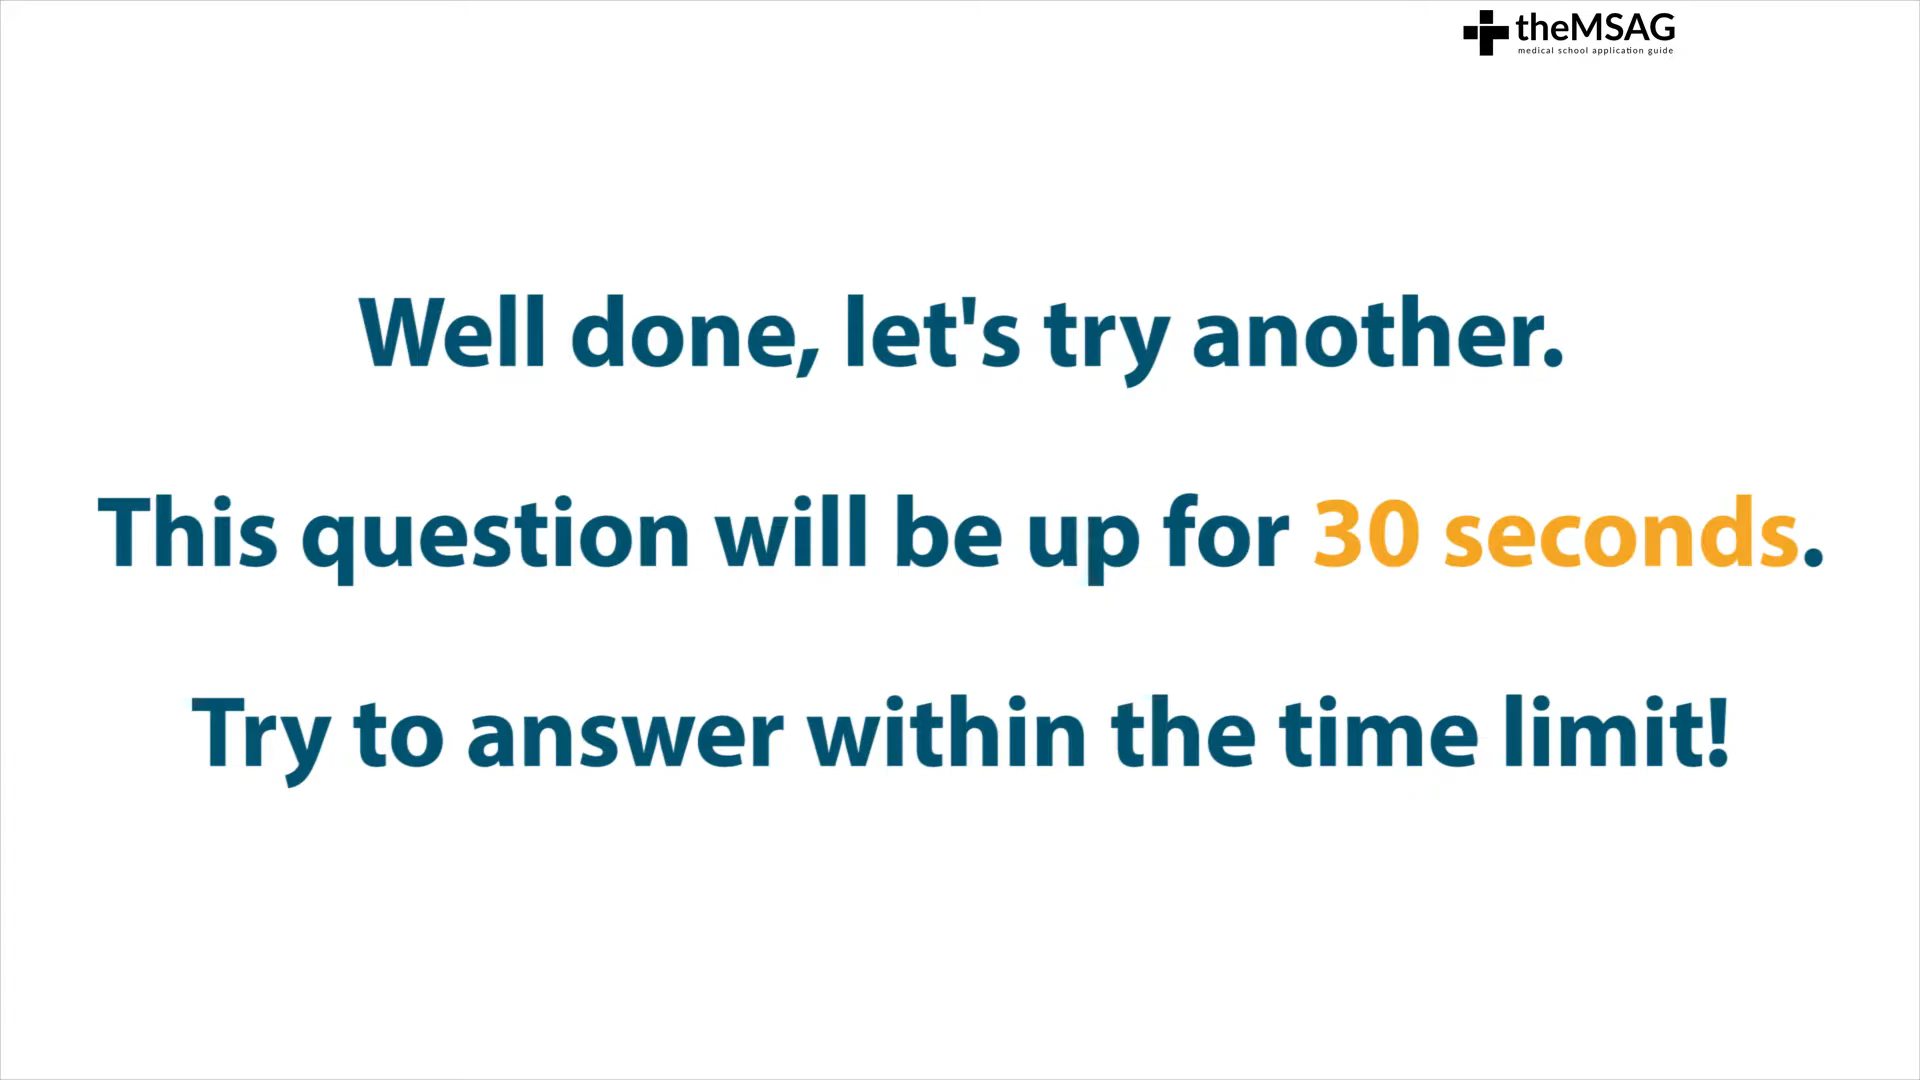 theMSAG
medical school application guide
Well done, let's try another.
This question will be up for 30 seconds.
Try to answer within the time limit!